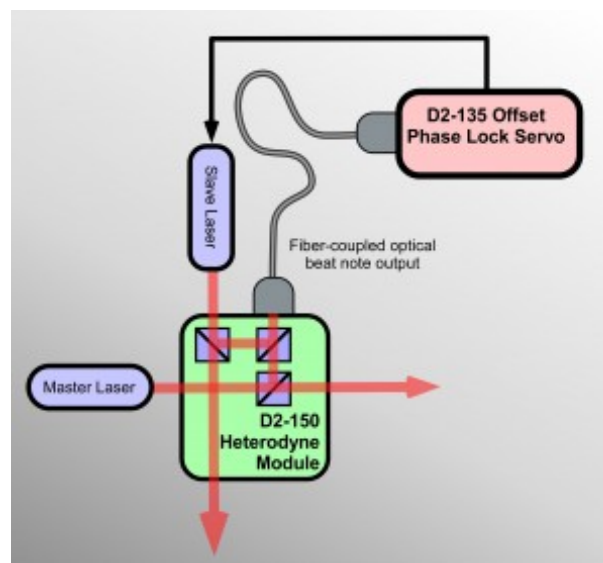 D2-135 Offset
Phase Lock Servo
Slave Laser
Fiber-coupled optical
beat note output
Master Laser
D2-150
Heterodyne
Module